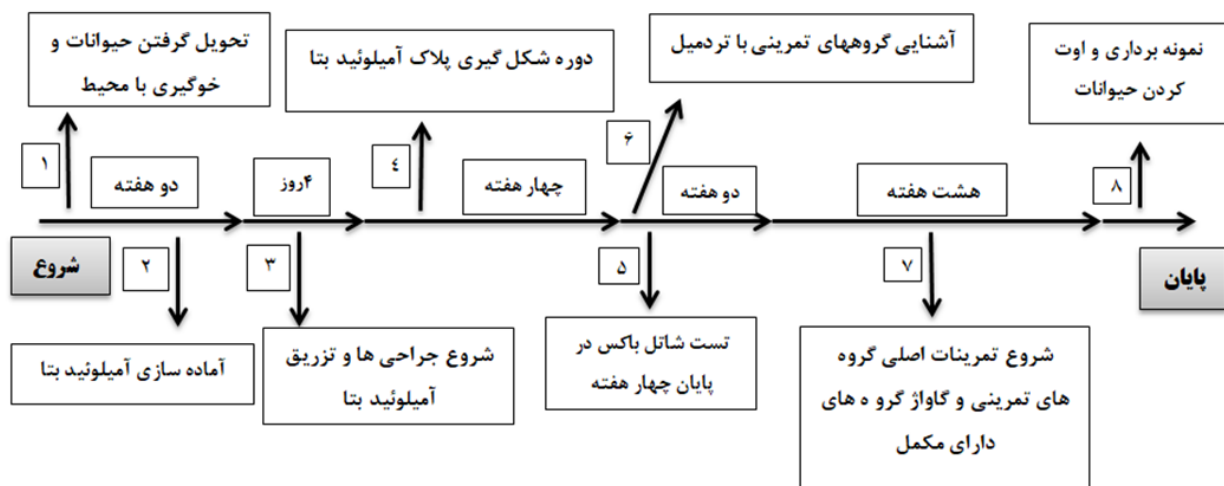 تحویل گرفتن حیوانات و
خوگیری با محیط
دوره شکل گیری پلاک آمیلوئید بتا
آشنایی گروههای تمرینی با تردمیل
نمونه برداری و اوت
کردن حیوانات
۱
دو هفته
۴روز
۴
چهار هفته
۶
دو هفته
هشت هفته
۸
شروع
۲
۳
۵
۷
پایان
آماده سازی آمیلوئید بتا
شروع جراحی ها و تزریق
آمیلوئید بتا
تست شاتل باکس در
پایان چهار هفته
شروع تمرینات اصلی گروه
های تمرینی و گاواژ گرو ه های
دارای مکمل